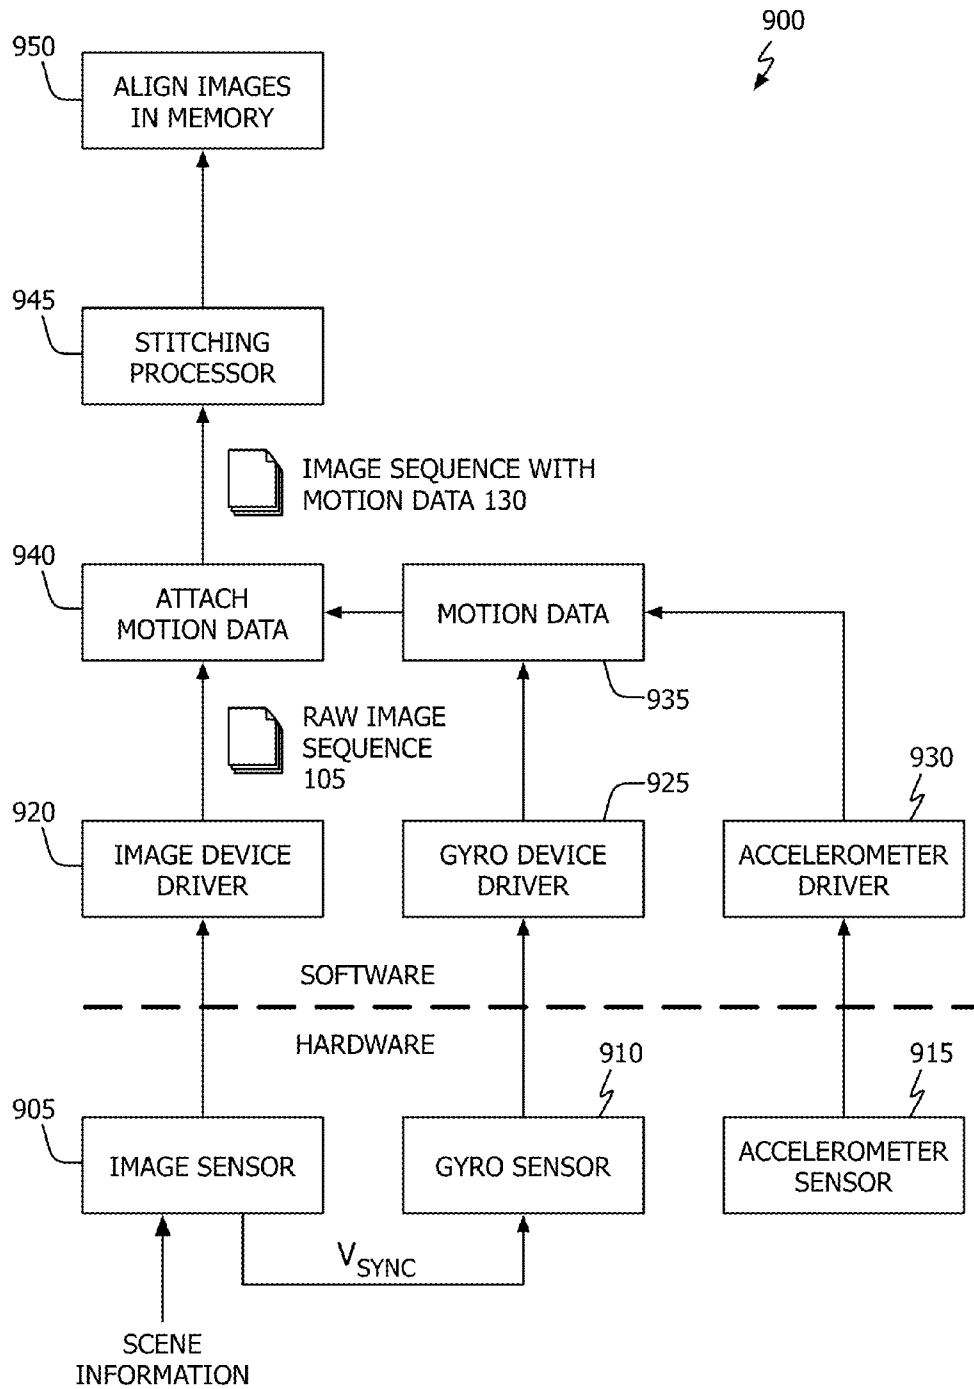 900
950
ALIGN IMAGES
IN MEMORY
945
STITCHING
PROCESSOR
IMAGE SEQUENCE WITH
MOTION DATA 130
940
ATTACH
MOTION DATA
MOTION DATA
935
RAW IMAGE
SEQUENCE
105
920
IMAGE DEVICE
DRIVER
925
GYRO DEVICE
DRIVER
930
ACCELEROMETER
DRIVER
SOFTWARE
HARDWARE
905
IMAGE SENSOR
910
GYRO SENSOR
915
ACCELEROMETER
SENSOR
VSYNC
SCENE
INFORMATION